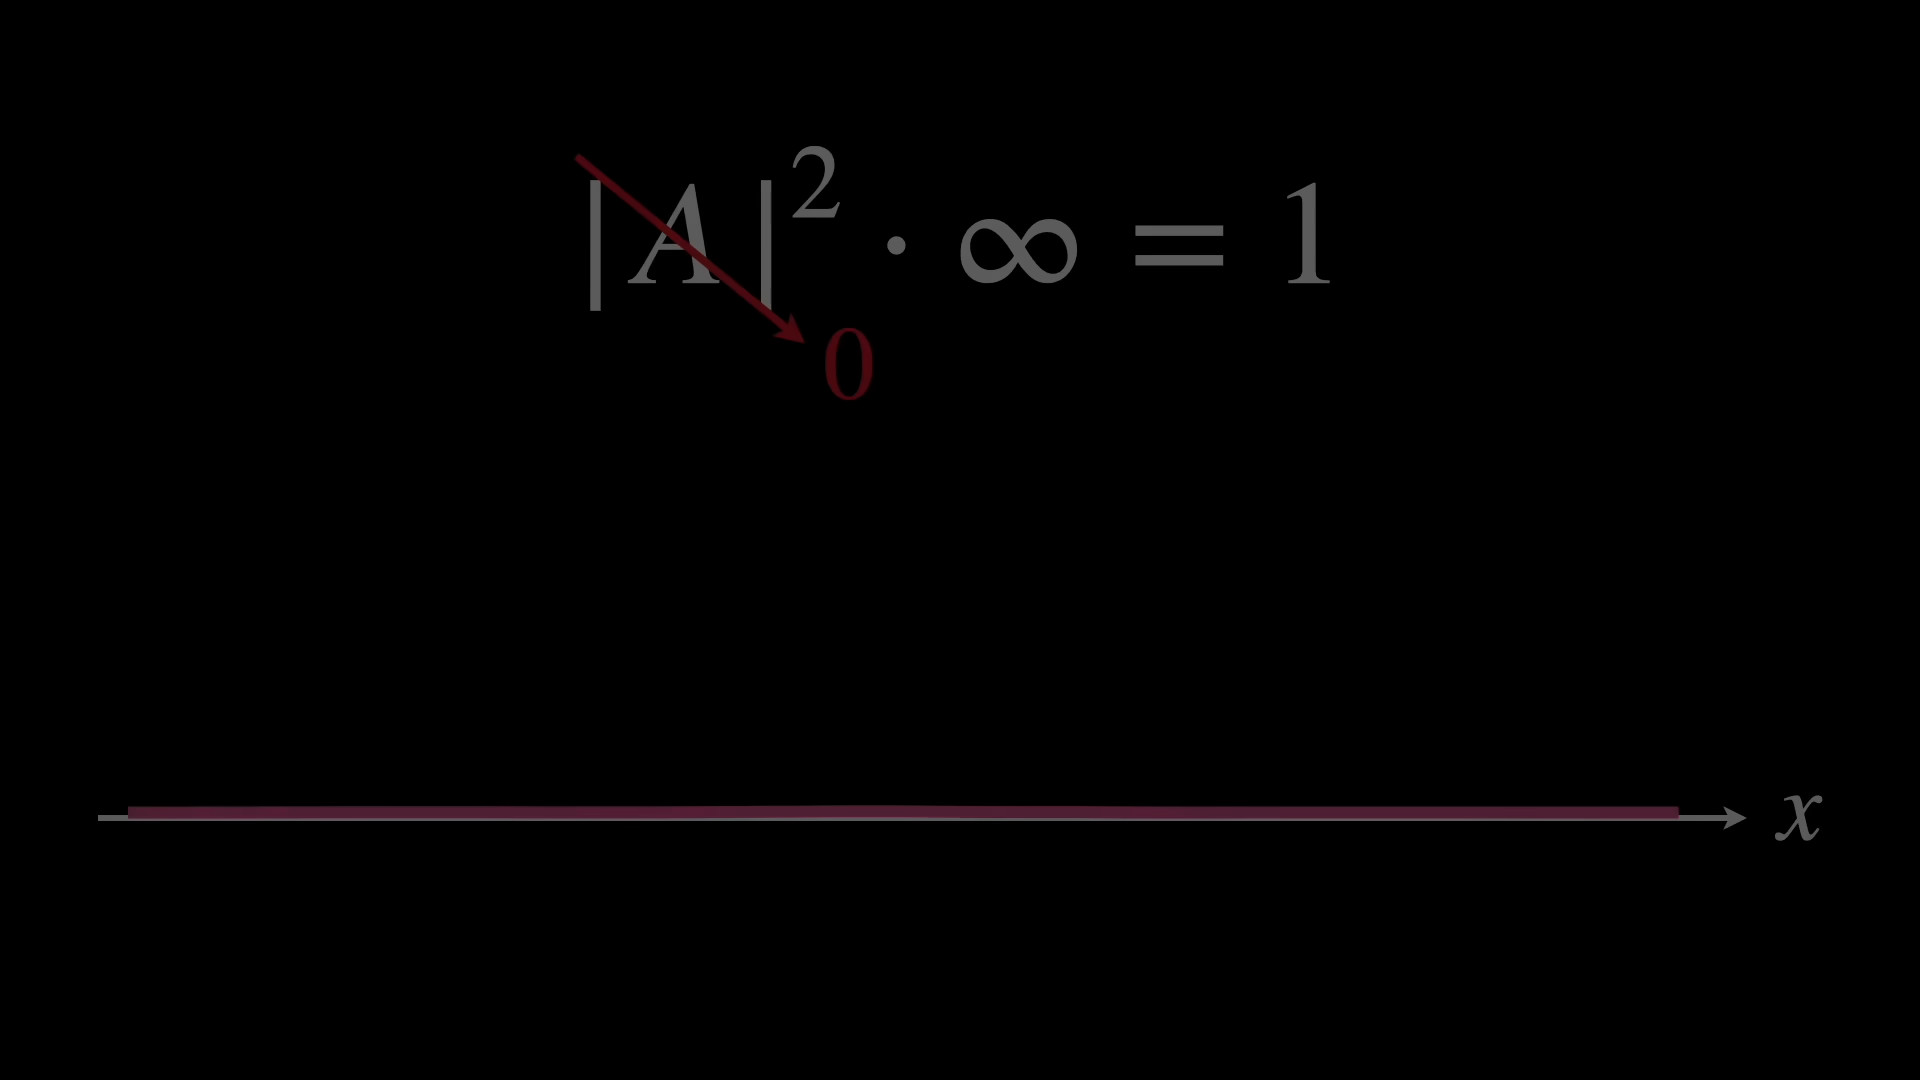 |A|² · ∞ = 1
0
x